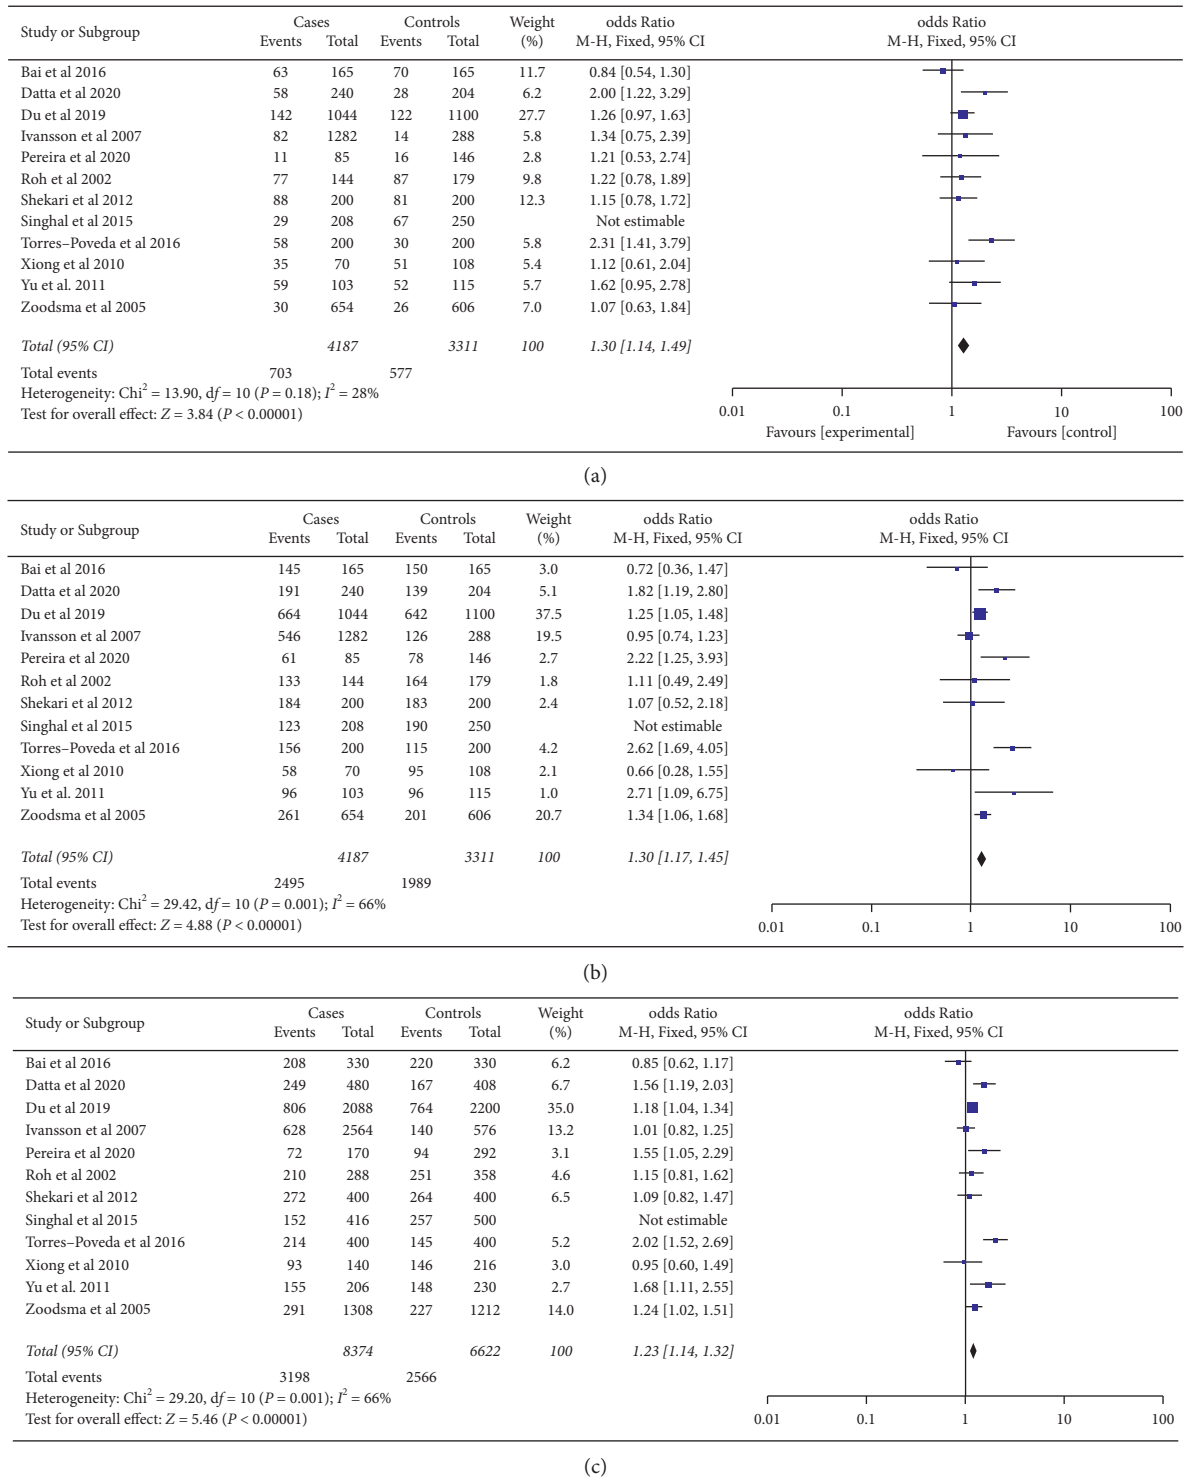 Study or Subgroup Cases Controls Weight odds Ratio odds Ratio
Events Total Events Total (%) M-H, Fixed, 95% CI M-H, Fixed, 95% CI
Bai et al 2016 63 165 70 165 11.7 0.84 [0.54, 1.30]
Datta et al 2020 58 240 28 204 6.2 2.00 [1.22, 3.29]
Du et al 2019 142 1044 122 1100 27.7 1.26 [0.97, 1.63]
Ivansson et al 2007 82 1282 14 288 5.8 1.34 [0.75, 2.39]
Pereira et al 2020 11 85 16 146 2.8 1.21 [0.53, 2.74]
Roh et al 2002 77 144 87 179 9.8 1.22 [0.78, 1.89]
Shekari et al 2012 88 200 81 200 12.3 1.15 [0.78, 1.72]
Singhal et al 2015 29 208 67 250 Not estimable
Torres–Poveda et al 2016 58 200 30 200 5.8 2.31 [1.41, 3.79]
Xiong et al 2010 35 70 51 108 5.4 1.12 [0.61, 2.04]
Yu et al. 2011 59 103 52 115 5.7 1.62 [0.95, 2.78]
Zoodsma et al 2005 30 654 26 606 7.0 1.07 [0.63, 1.84]
Total (95% CI) 4187 3311 100 1.30 [1.14, 1.49]
Total events 703 577
Heterogeneity: Chi² = 13.90, df = 10 (P = 0.18); I² = 28%
Test for overall effect: Z = 3.84 (P < 0.00001)
0.01 0.1 1 10 100
Favours [experimental] Favours [control]
(a)
Study or Subgroup Cases Controls Weight odds Ratio odds Ratio
Events Total Events Total (%) M-H, Fixed, 95% CI M-H, Fixed, 95% CI
Bai et al 2016 145 165 150 165 3.0 0.72 [0.36, 1.47]
Datta et al 2020 191 240 139 204 5.1 1.82 [1.19, 2.80]
Du et al 2019 664 1044 642 1100 37.5 1.25 [1.05, 1.48]
Ivansson et al 2007 546 1282 126 288 19.5 0.95 [0.74, 1.23]
Pereira et al 2020 61 85 78 146 2.7 2.22 [1.25, 3.93]
Roh et al 2002 133 144 164 179 1.8 1.11 [0.49, 2.49]
Shekari et al 2012 184 200 183 200 2.4 1.07 [0.52, 2.18]
Singhal et al 2015 123 208 190 250 Not estimable
Torres–Poveda et al 2016 156 200 115 200 4.2 2.62 [1.69, 4.05]
Xiong et al 2010 58 70 95 108 2.1 0.66 [0.28, 1.55]
Yu et al. 2011 96 103 96 115 1.0 2.71 [1.09, 6.75]
Zoodsma et al 2005 261 654 201 606 20.7 1.34 [1.06, 1.68]
Total (95% CI) 4187 3311 100 1.30 [1.17, 1.45]
Total events 2495 1989
Heterogeneity: Chi² = 29.42, df = 10 (P = 0.001); I² = 66%
Test for overall effect: Z = 4.88 (P < 0.00001)
0.01 0.1 1 10 100
(b)
Study or Subgroup Cases Controls Weight odds Ratio odds Ratio
Events Total Events Total (%) M-H, Fixed, 95% CI M-H, Fixed, 95% CI
Bai et al 2016 208 330 220 330 6.2 0.85 [0.62, 1.17]
Datta et al 2020 249 480 167 408 6.7 1.56 [1.19, 2.03]
Du et al 2019 806 2088 764 2200 35.0 1.18 [1.04, 1.34]
Ivansson et al 2007 628 2564 140 576 13.2 1.01 [0.82, 1.25]
Pereira et al 2020 72 170 94 292 3.1 1.55 [1.05, 2.29]
Roh et al 2002 210 288 251 358 4.6 1.15 [0.81, 1.62]
Shekari et al 2012 272 400 264 400 6.5 1.09 [0.82, 1.47]
Singhal et al 2015 152 416 257 500 Not estimable
Torres–Poveda et al 2016 214 400 145 400 5.2 2.02 [1.52, 2.69]
Xiong et al 2010 93 140 146 216 3.0 0.95 [0.60, 1.49]
Yu et al. 2011 155 206 148 230 2.7 1.68 [1.11, 2.55]
Zoodsma et al 2005 291 1308 227 1212 14.0 1.24 [1.02, 1.51]
Total (95% CI) 8374 6622 100 1.23 [1.14, 1.32]
Total events 3198 2566
Heterogeneity: Chi² = 29.20, df = 10 (P = 0.001); I² = 66%
Test for overall effect: Z = 5.46 (P < 0.00001)
0.01 0.1 1 10 100
(c)